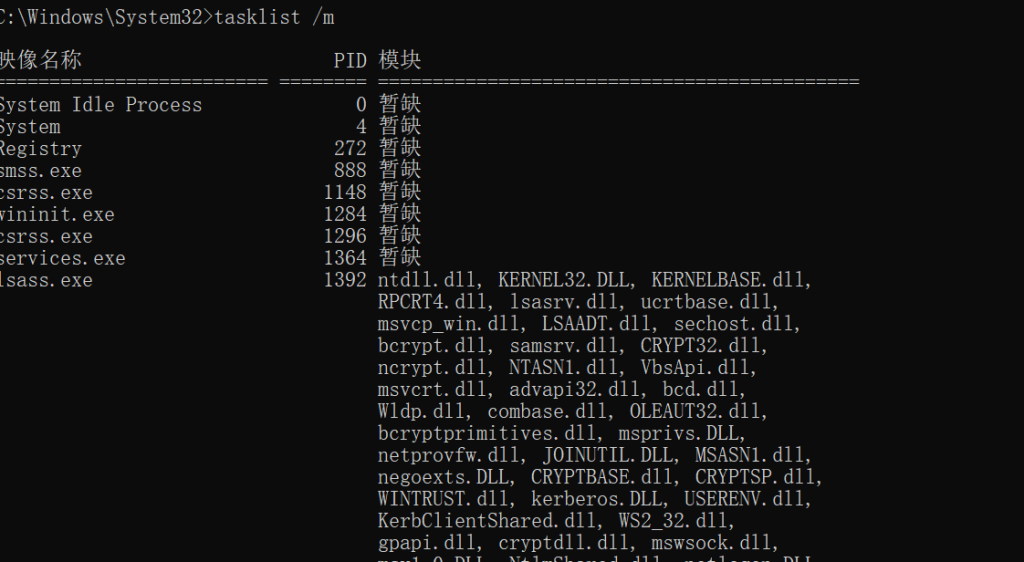 C:\Windows\System32>tasklist /m
映像名称 PID 模块
========================= ======== ============================================
System Idle Process 0 暂缺
System 4 暂缺
Registry 272 暂缺
smss.exe 888 暂缺
csrss.exe 1148 暂缺
wininit.exe 1284 暂缺
csrss.exe 1296 暂缺
services.exe 1364 暂缺
lsass.exe 1392 ntdll.dll, KERNEL32.DLL, KERNELBASE.dll,
RPCRT4.dll, lsasrv.dll, ucrtbase.dll,
msvcp_win.dll, LSAADT.dll, sechost.dll,
bcrypt.dll, samsrv.dll, CRYPT32.dll,
ncrypt.dll, NTASN1.dll, VbsApi.dll,
msvcrt.dll, advapi32.dll, bcd.dll,
Wldp.dll, combase.dll, OLEAUT32.dll,
bcryptprimitives.dll, msprivs.DLL,
netprovfw.dll, JOINUTIL.DLL, MSASN1.dll,
negoexts.DLL, CRYPTBASE.dll, CRYPTSP.dll,
WINTRUST.dll, kerberos.DLL, USERENV.dll,
KerbClientShared.dll, WS2_32.dll,
gpapi.dll, cryptdll.dll, mswsock.dll,